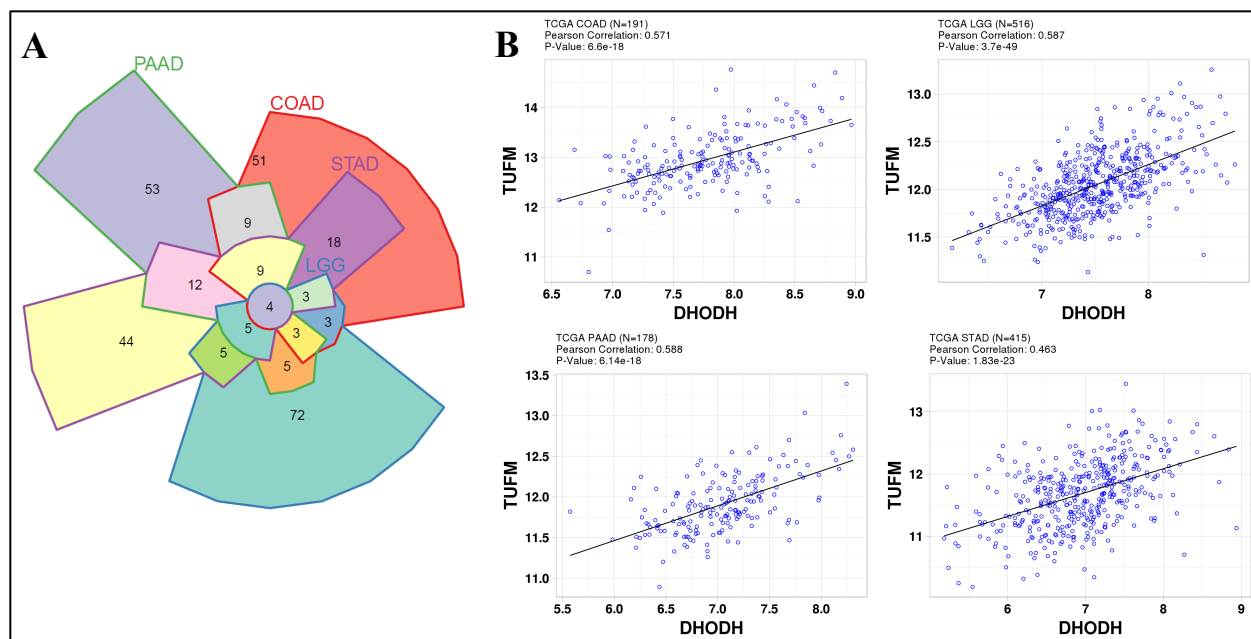 A
PAAD
COAD
51
STAD
53
9
18
9
LGG
12
3
4
3
5
3
44
5
5
72
B
TCGA COAD (N=191)
Pearson Correlation: 0.571
P-Value: 6.6e-18
TUFM
14
13
12
11
6.5 7.0 7.5 8.0 8.5 9.0
DHODH
TCGA LGG (N=516)
Pearson Correlation: 0.587
P-Value: 3.7e-49
TUFM
13.0
12.5
12.0
11.5
7 8
DHODH
TCGA PAAD (N=178)
Pearson Correlation: 0.588
P-Value: 6.14e-18
TUFM
13.5
13.0
12.5
12.0
11.5
11.0
5.5 6.0 6.5 7.0 7.5 8.0
DHODH
TCGA STAD (N=415)
Pearson Correlation: 0.463
P-Value: 1.83e-23
TUFM
13
12
11
6 7 8 9
DHODH